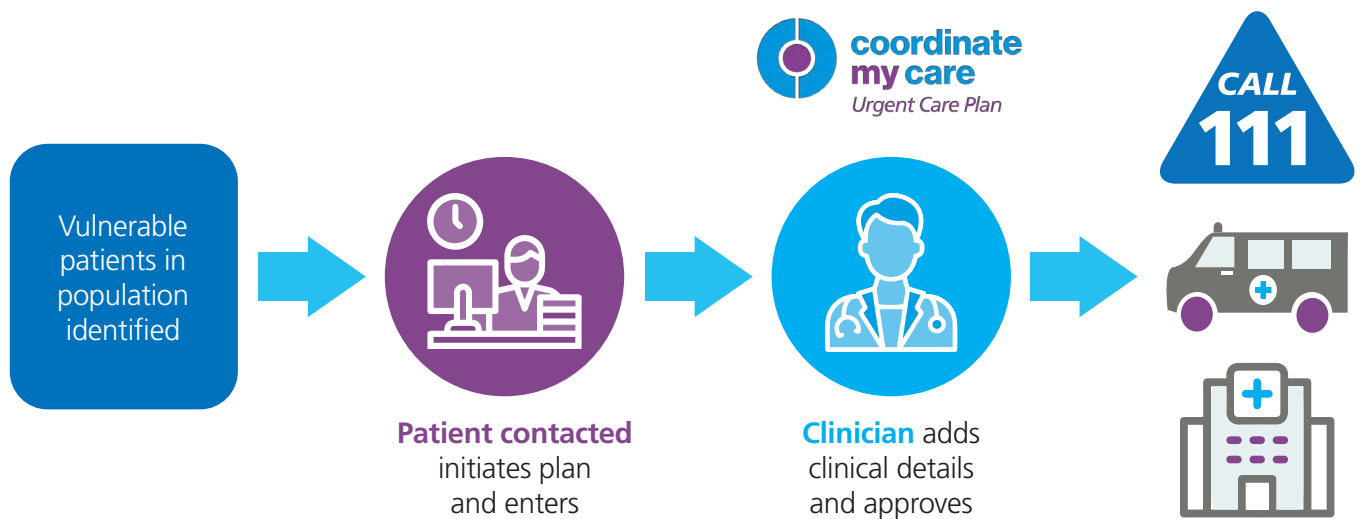 coordinate
my care
Urgent Care Plan
CALL
111
Vulnerable
patients in
population
identified
Patient contacted
initiates plan
and enters
Clinician adds
clinical details
and approves